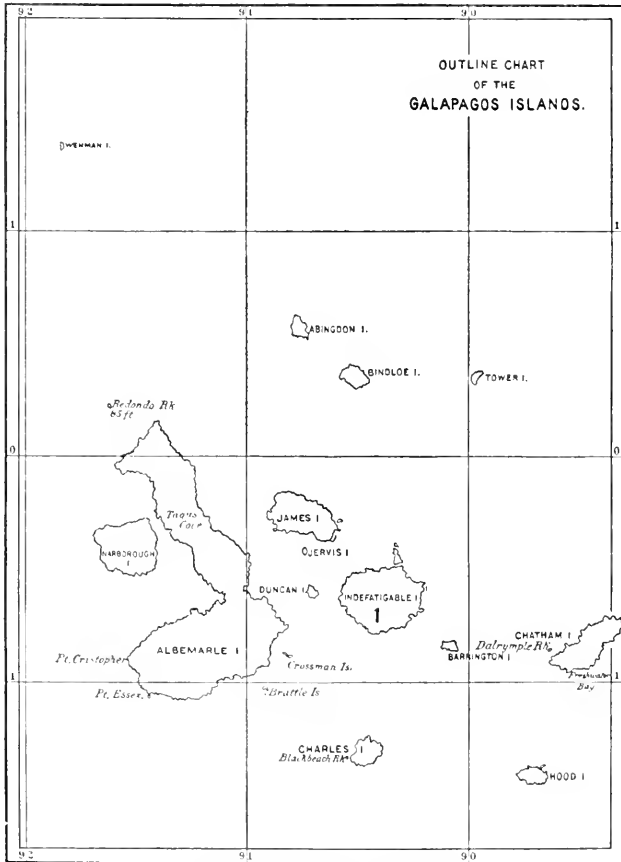 92
91
90
OUTLINE CHART
OF THE
GALAPAGOS ISLANDS.
WENMAN I.
1
1
ABINGDON I.
BINDLOE I.
TOWER I.
Redondo Rk
85 ft
0
0
Tagus
Cove
JAMES I
JERVIS I
NARBOROUGH
I
DUNCAN I
INDEFATIGABLE I
1
CHATHAM I
Dalrymple Rk
BARRINGTON I
ALBEMARLE I
Pt. Cristopher
Crossman Is.
Freshwater
Bay
1
1
Pt. Essex
Brattle Is
CHARLES I
Blackbeach Rk
HOOD I
92
91
90